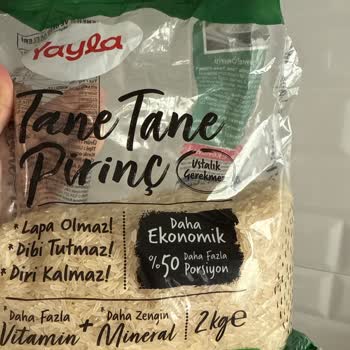 Yayla
Tane Tane
Pirinç
Ustalık
Gerekmez
* Lapa Olmaz!
* Dibi Tutmaz!
* Diri Kalmaz!
Daha
Ekonomik
%50 Daha Fazla
Porsiyon
* Daha Fazla
Vitamin +
* Daha Zengin
Mineral
2kg e